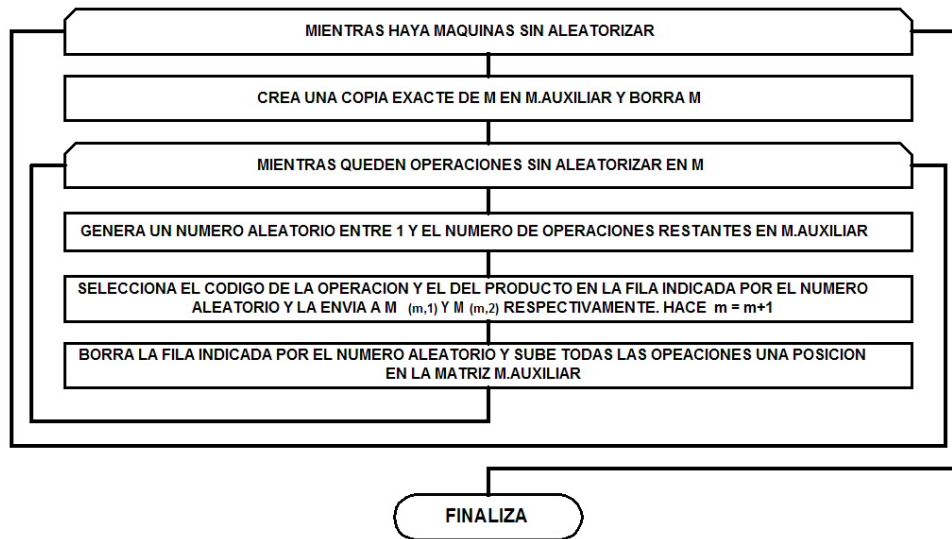 MIENTRAS HAYA MAQUINAS SIN ALEATORIZAR
CREA UNA COPIA EXACTE DE M EN M.AUXILIAR Y BORRA M
MIENTRAS QUEDEN OPERACIONES SIN ALEATORIZAR EN M
GENERA UN NUMERO ALEATORIO ENTRE 1 Y EL NUMERO DE OPERACIONES RESTANTES EN M.AUXILIAR
SELECCIONA EL CODIGO DE LA OPERACION Y EL DEL PRODUCTO EN LA FILA INDICADA POR EL NUMERO
ALEATORIO Y LA ENVIA A M (m,1) Y M (m,2) RESPECTIVAMENTE. HACE m = m+1
BORRA LA FILA INDICADA POR EL NUMERO ALEATORIO Y SUBE TODAS LAS OPEACIONES UNA POSICION
EN LA MATRIZ M.AUXILIAR
FINALIZA